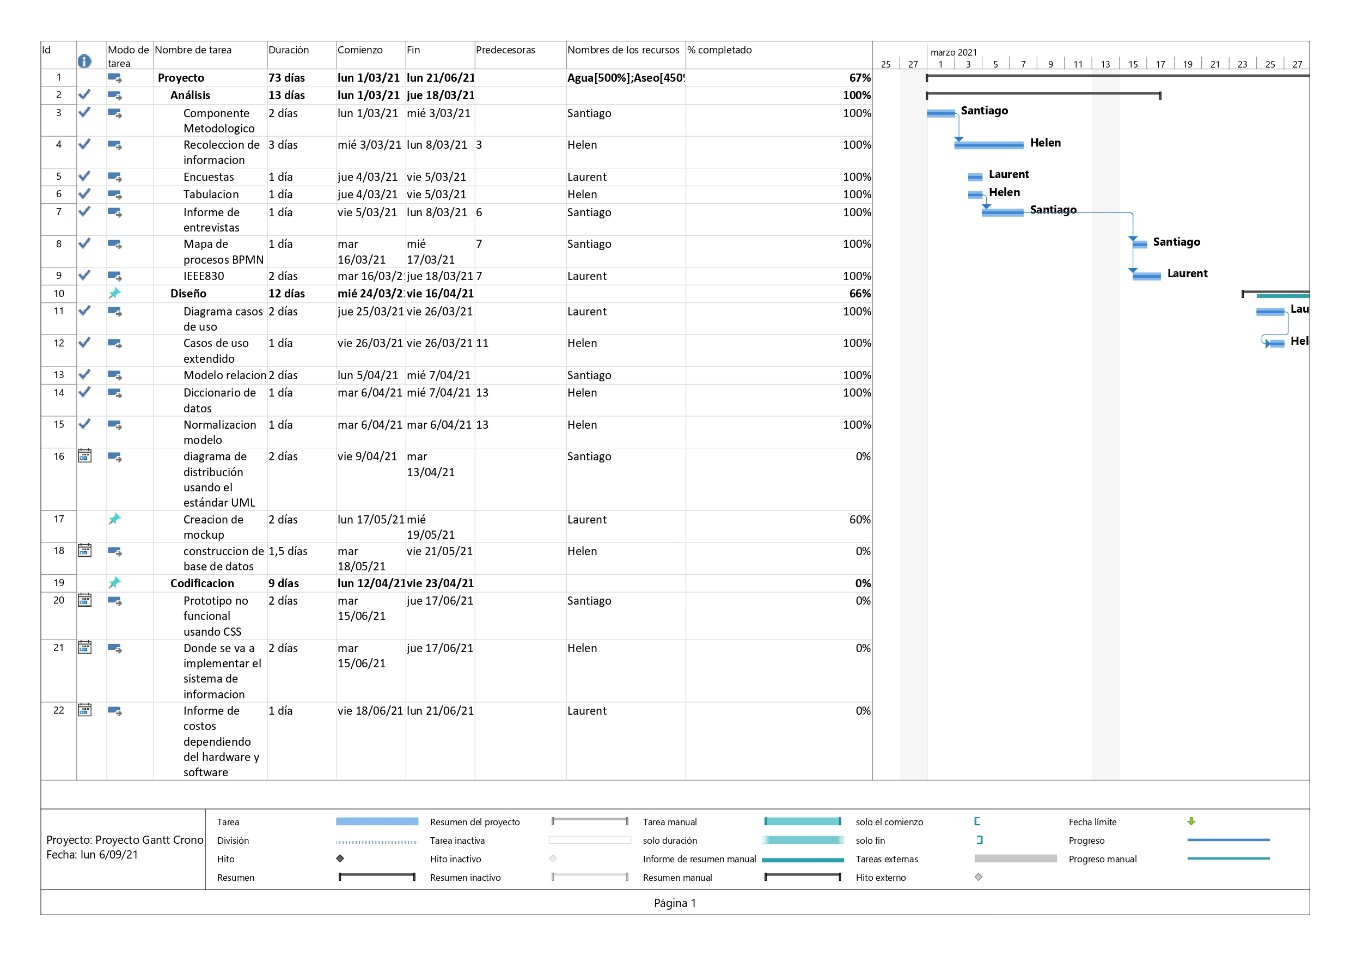 Id Modo de tarea Nombre de tarea Duración Comienzo Fin Predecesoras Nombres de los recursos % completado
marzo 2021
25 27 1 3 5 7 9 11 13 15 17 19 21 23 25 27
1 Proyecto 73 días lun 1/03/21 lun 21/06/21 Agua[500%];Aseo[450% 67%
2 Análisis 13 días lun 1/03/21 jue 18/03/21 100%
3 Componente Metodologico 2 días lun 1/03/21 mié 3/03/21 Santiago 100% Santiago
4 Recoleccion de informacion 3 días mié 3/03/21 lun 8/03/21 3 Helen 100% Helen
5 Encuestas 1 día jue 4/03/21 vie 5/03/21 Laurent 100% Laurent
6 Tabulacion 1 día jue 4/03/21 vie 5/03/21 Helen 100% Helen
7 Informe de entrevistas 1 día vie 5/03/21 lun 8/03/21 6 Santiago 100% Santiago
8 Mapa de procesos BPMN 1 día mar 16/03/21 mié 17/03/21 7 Santiago 100% Santiago
9 IEEE830 2 días mar 16/03/2 jue 18/03/21 7 Laurent 100% Laurent
10 Diseño 12 días mié 24/03/2 vie 16/04/21 66%
11 Diagrama casos de uso 2 días jue 25/03/21 vie 26/03/21 Laurent 100% Lau
12 Casos de uso extendido 1 día vie 26/03/21 vie 26/03/21 11 Helen 100% Hel
13 Modelo relacion 2 días lun 5/04/21 mié 7/04/21 Santiago 100%
14 Diccionario de datos 1 día mar 6/04/21 mié 7/04/21 13 Helen 100%
15 Normalizacion modelo 1 día mar 6/04/21 mar 6/04/21 13 Helen 100%
16 diagrama de distribución usando el estándar UML 2 días vie 9/04/21 mar 13/04/21 Santiago 0%
17 Creacion de mockup 2 días lun 17/05/21 mié 19/05/21 Laurent 60%
18 construccion de base de datos 1,5 días mar 18/05/21 vie 21/05/21 Helen 0%
19 Codificacion 9 días lun 12/04/21 vie 23/04/21 0%
20 Prototipo no funcional usando CSS 2 días mar 15/06/21 jue 17/06/21 Santiago 0%
21 Donde se va a implementar el sistema de informacion 2 días mar 15/06/21 jue 17/06/21 Helen 0%
22 Informe de costos dependiendo del hardware y software 1 día vie 18/06/21 lun 21/06/21 Laurent 0%
Proyecto: Proyecto Gantt Crono
Fecha: lun 6/09/21
Tarea Resumen del proyecto Tarea manual solo el comienzo Fecha límite
División Tarea inactiva solo duración solo fin Progreso
Hito Hito inactivo Informe de resumen manual Tareas externas Progreso manual
Resumen Resumen inactivo Resumen manual Hito externo
Página 1